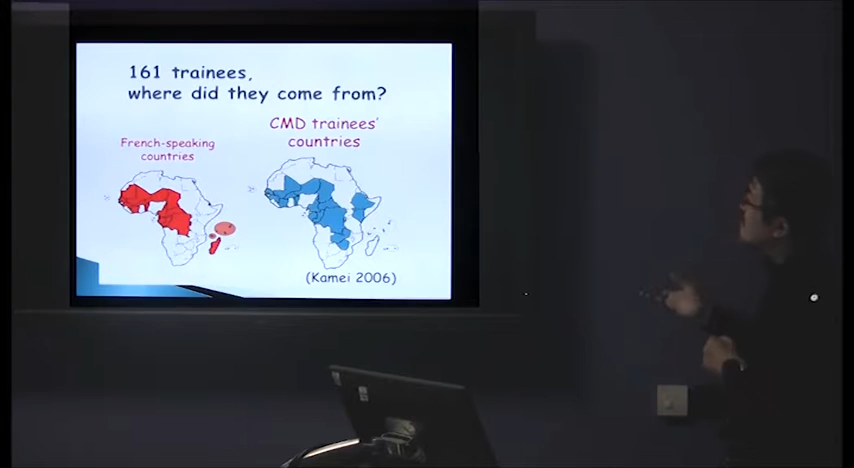 161 trainees,
where did they come from?
CMD trainees'
countries
French-speaking
countries
(Kamei 2006)